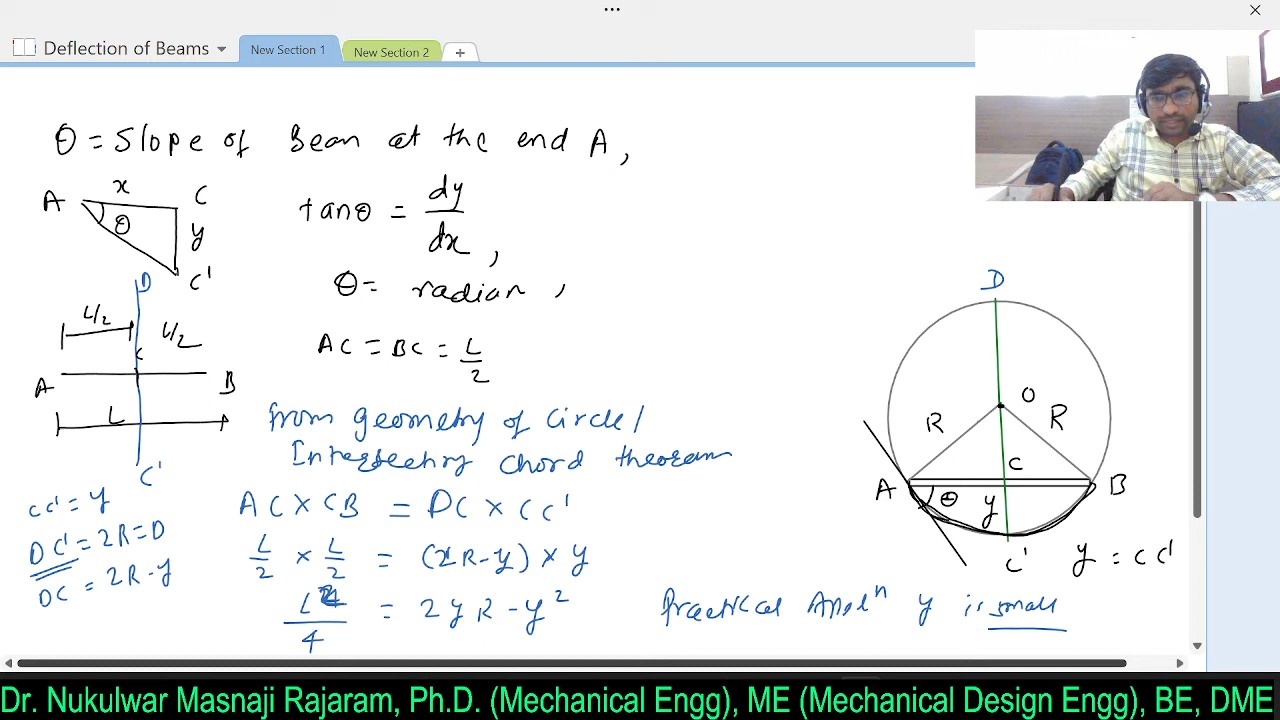 Deflection of Beams
New Section 1
New Section 2
θ = Slope of Beam at the end A,
A x C
θ y
C'
tanθ = dy/dx,
θ = radian,
AC = BC = L/2
D
L/2 L/2
C
A B
L
C'
from geometry of Circle/
Intersecting Chord theorem
CC' = y
DC' = 2R = D
DC = 2R-y
AC × CB = DC × CC'
L/2 × L/2 = (2R-y) × y
L²/4 = 2yR - y²
D
O
R R
C
A θ y B
C'
y = CC'
Practical Appl^n y is small
Dr. Nukulwar Masnaji Rajaram, Ph.D. (Mechanical Engg), ME (Mechanical Design Engg), BE, DME